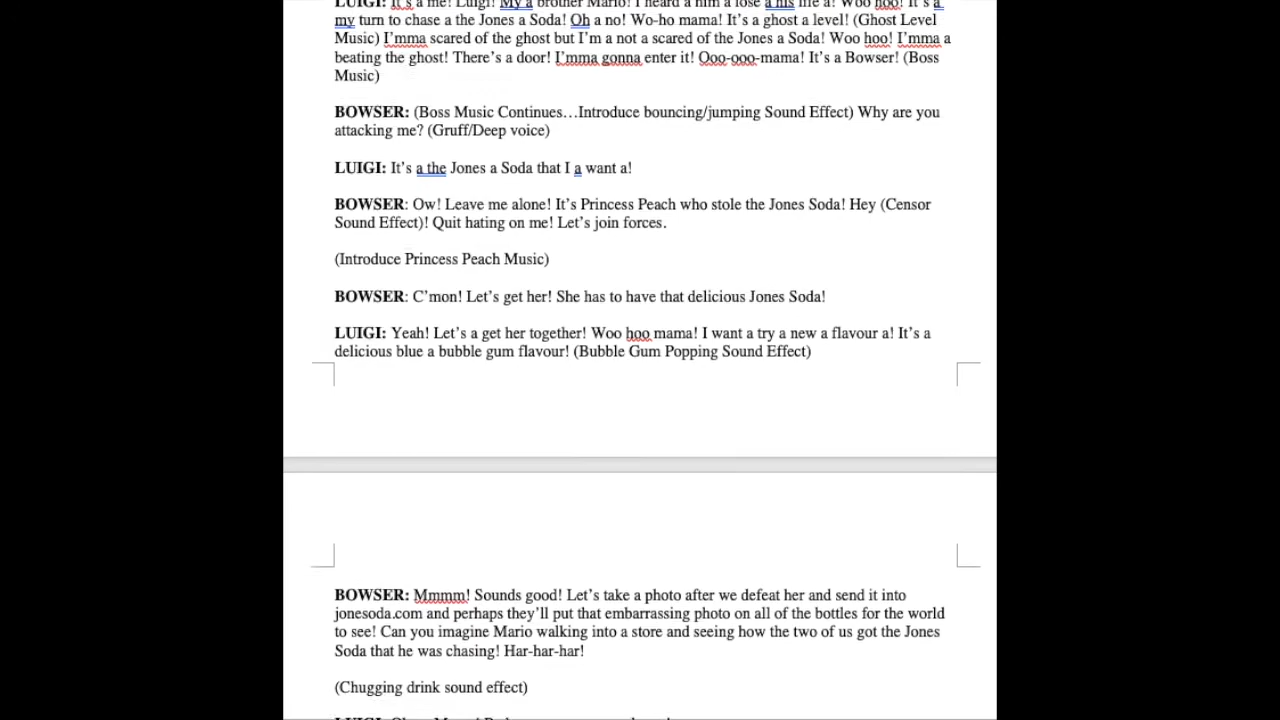 LUIGI: It's a me! Luigi! My a brother Mario! I heard a him a lose a his life a! Woo hoo! It's a
my turn to chase a the Jones a Soda! Oh a no! Wo-ho mama! It's a ghost a level! (Ghost Level
Music) I'mma scared of the ghost but I'm a not a scared of the Jones a Soda! Woo hoo! I'mma a
beating the ghost! There's a door! I'mma gonna enter it! Ooo-ooo-mama! It's a Bowser! (Boss
Music)
BOWSER: (Boss Music Continues…Introduce bouncing/jumping Sound Effect) Why are you
attacking me? (Gruff/Deep voice)
LUIGI: It's a the Jones a Soda that I a want a!
BOWSER: Ow! Leave me alone! It's Princess Peach who stole the Jones Soda! Hey (Censor
Sound Effect)! Quit hating on me! Let's join forces.
(Introduce Princess Peach Music)
BOWSER: C'mon! Let's get her! She has to have that delicious Jones Soda!
LUIGI: Yeah! Let's a get her together! Woo hoo mama! I want a try a new a flavour a! It's a
delicious blue a bubble gum flavour! (Bubble Gum Popping Sound Effect)
BOWSER: Mmmm! Sounds good! Let's take a photo after we defeat her and send it into
jonesoda.com and perhaps they'll put that embarrassing photo on all of the bottles for the world
to see! Can you imagine Mario walking into a store and seeing how the two of us got the Jones
Soda that he was chasing! Har-har-har!
(Chugging drink sound effect)